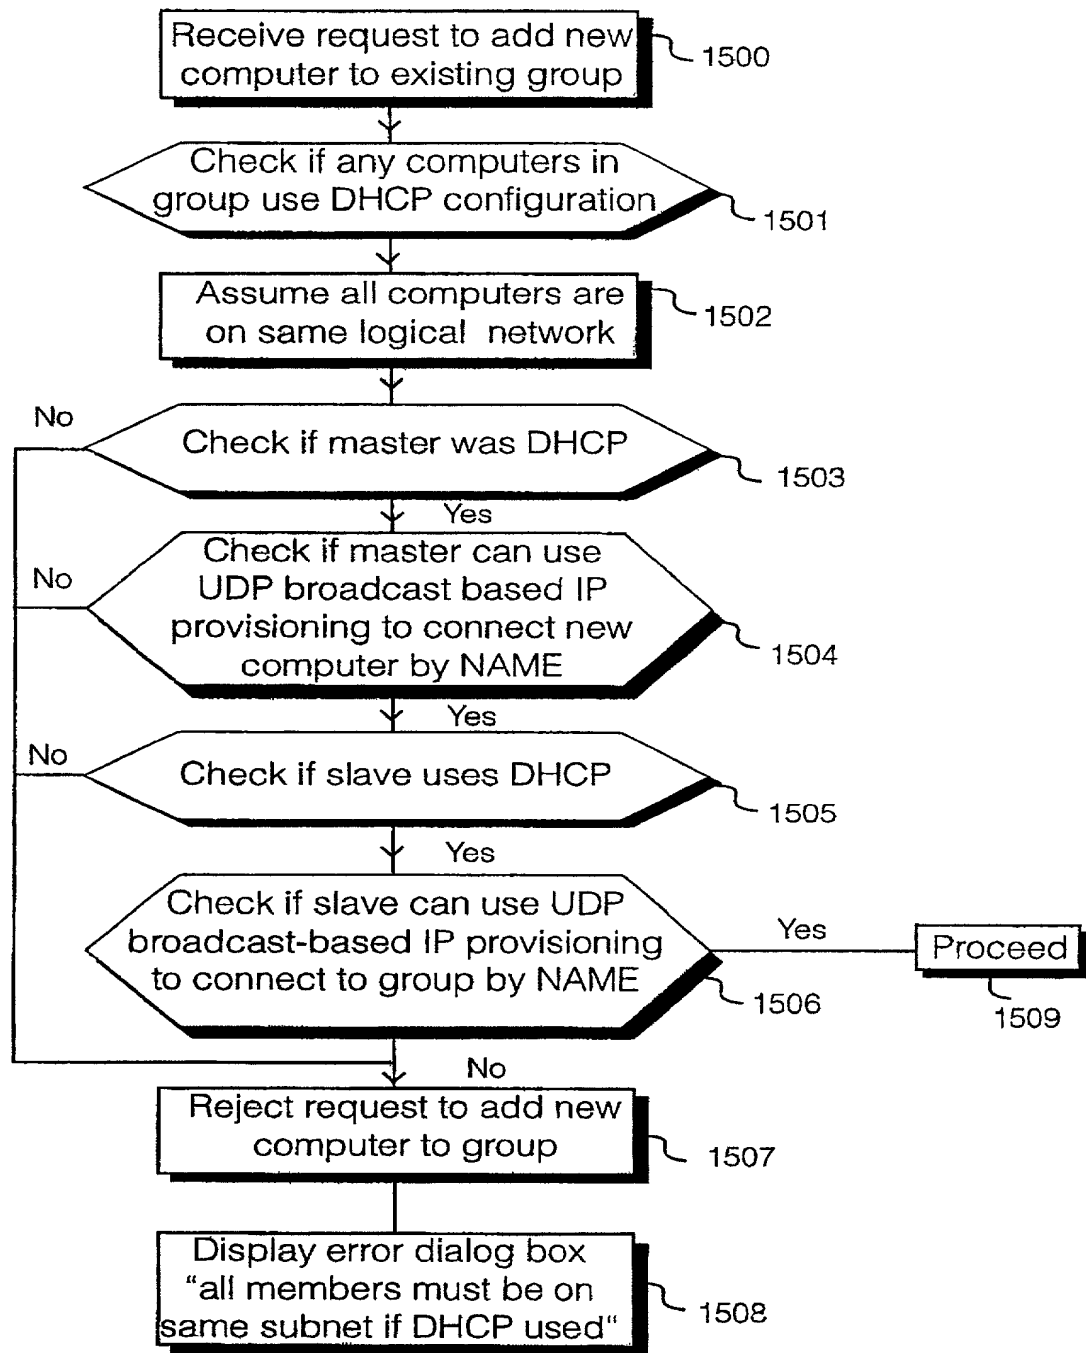 Receive request to add new
computer to existing group
1500
Check if any computers in
group use DHCP configuration
1501
Assume all computers are
on same logical network
1502
No
Check if master was DHCP
1503
Yes
No
Check if master can use
UDP broadcast based IP
provisioning to connect new
computer by NAME
1504
Yes
No
Check if slave uses DHCP
1505
Yes
Check if slave can use UDP
broadcast-based IP provisioning
to connect to group by NAME
1506
Yes
Proceed
1509
No
Reject request to add new
computer to group
1507
Display error dialog box
“all members must be on
same subnet if DHCP used“
1508